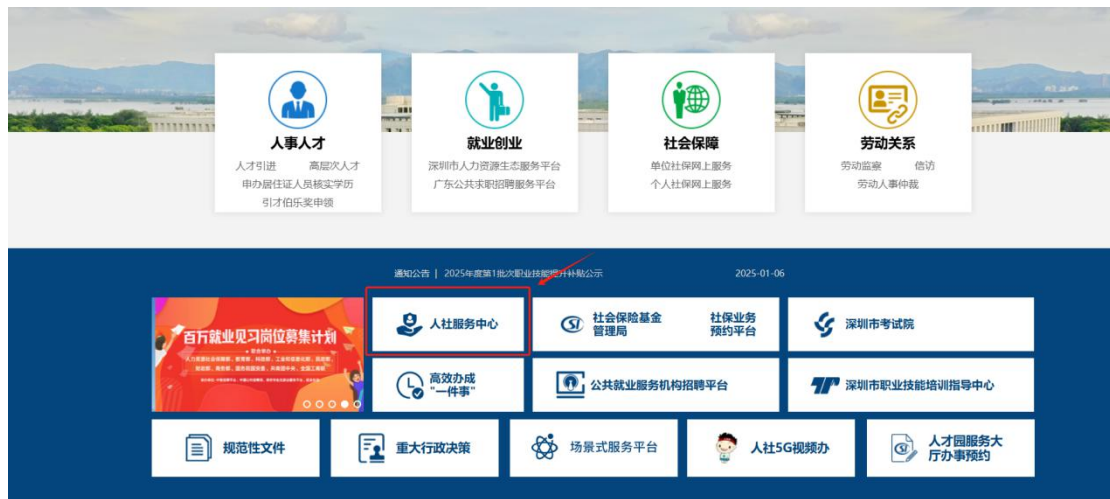 人事人才
人才引进 高层次人才
申办居住证人员核实学历
引才伯乐奖申领
就业创业
深圳市人力资源生态服务平台
广东公共求职招聘服务平台
社会保障
单位社保网上服务
个人社保网上服务
劳动关系
劳动监察 信访
劳动人事仲裁
通知公告 | 2025年度第1批次职业技能提升补贴公示 2025-01-06
百万就业见习岗位募集计划
人社服务中心
社会保险基金
管理局
社保业务
预约平台
深圳市考试院
高效办成
“一件事”
公共就业服务机构招聘平台
深圳市职业技能培训指导中心
规范性文件
重大行政决策
场景式服务平台
人社5G视频办
人才园服务大
厅办事预约